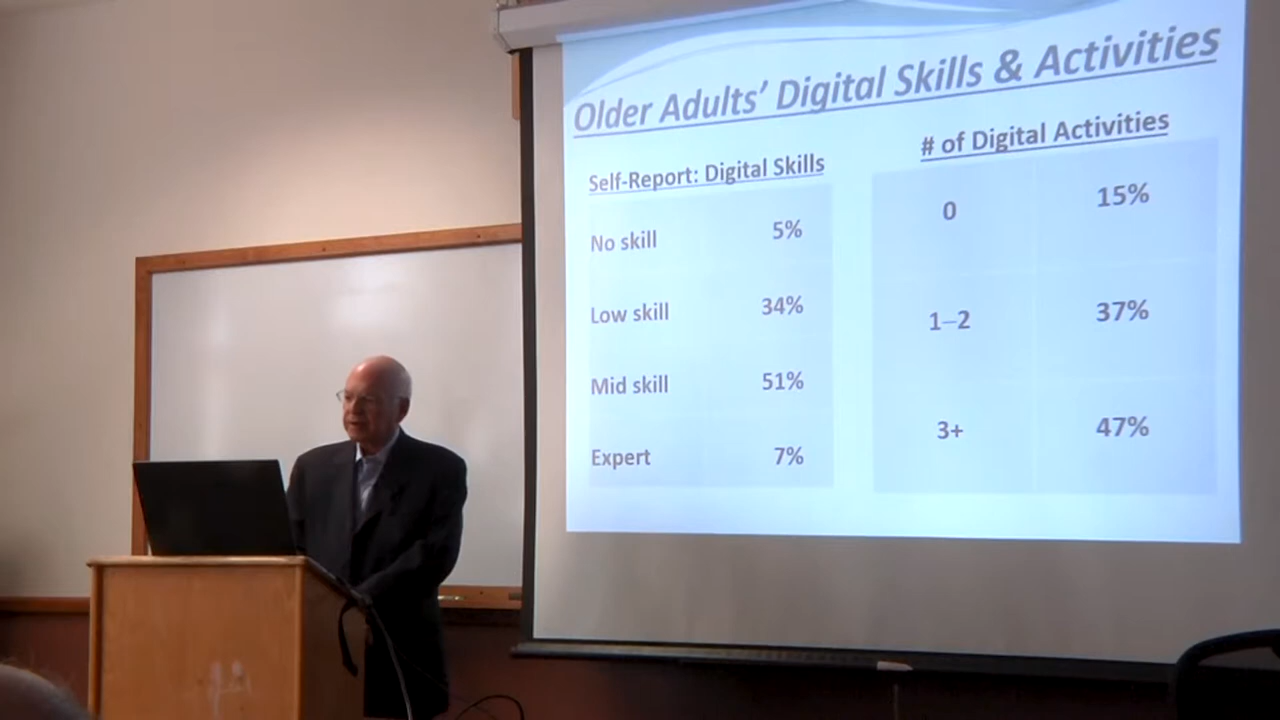 Older Adults' Digital Skills & Activities
Self-Report: Digital Skills
No skill 5%
Low skill 34%
Mid skill 51%
Expert 7%
# of Digital Activities
0 15%
1–2 37%
3+ 47%